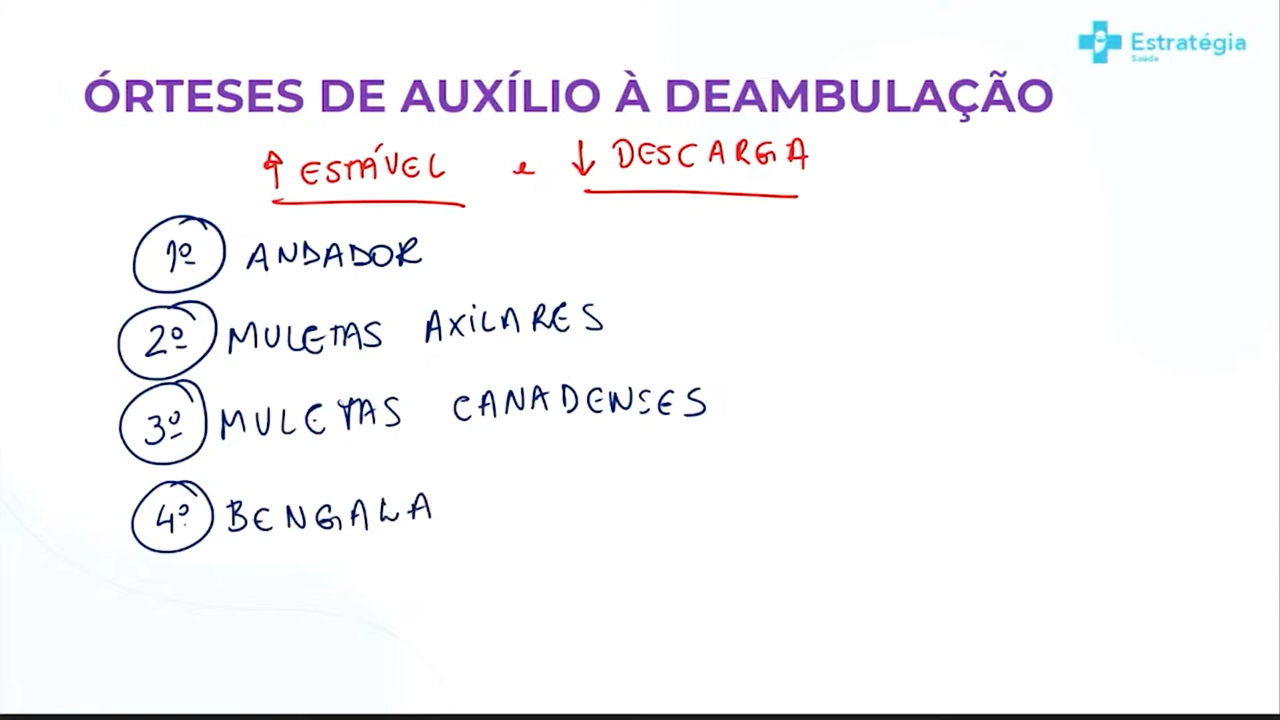 Estratégia
Saúde
ÓRTESES DE AUXÍLIO À DEAMBULAÇÃO
↑ ESTÁVEL e ↓ DESCARGA
1º ANDADOR
2º MULETAS AXILARES
3º MULETAS CANADENSES
4º BENGALA